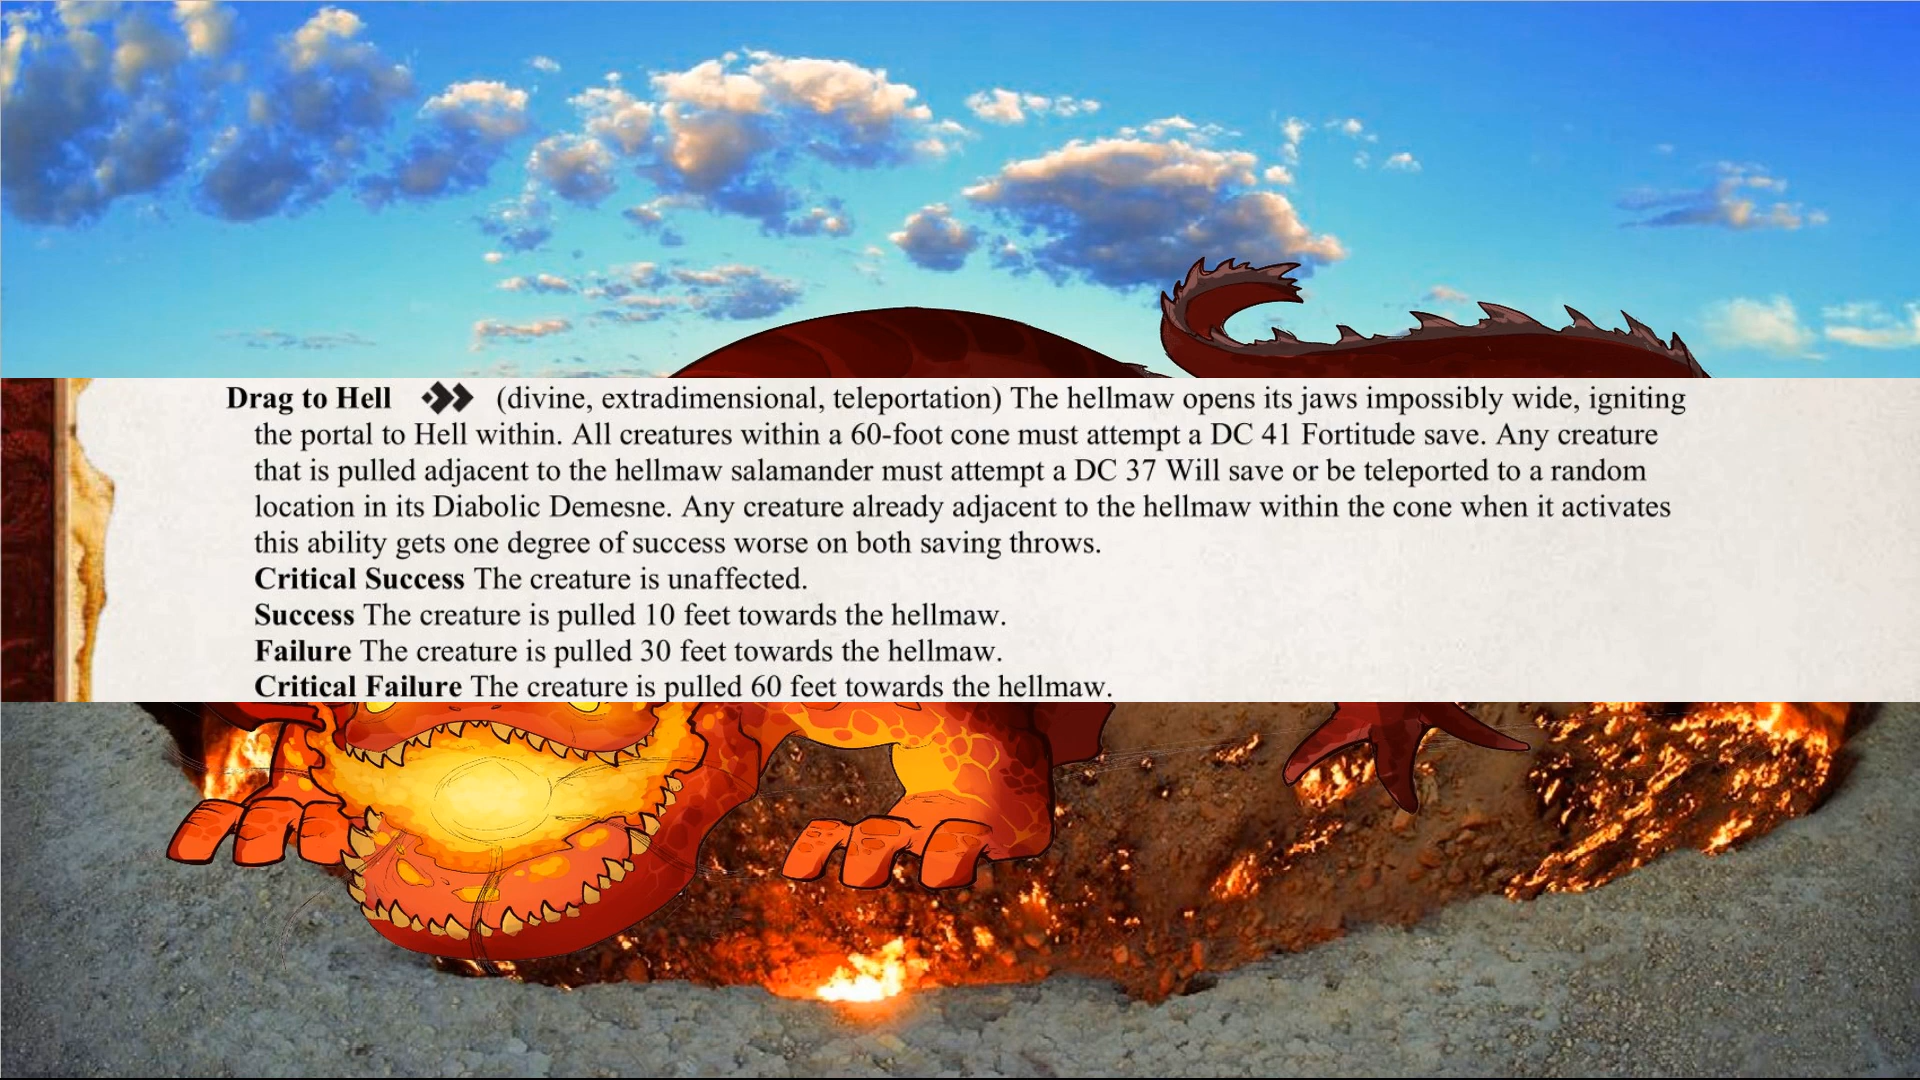 Drag to Hell (divine, extradimensional, teleportation) The hellmaw opens its jaws impossibly wide, igniting
the portal to Hell within. All creatures within a 60-foot cone must attempt a DC 41 Fortitude save. Any creature
that is pulled adjacent to the hellmaw salamander must attempt a DC 37 Will save or be teleported to a random
location in its Diabolic Demesne. Any creature already adjacent to the hellmaw within the cone when it activates
this ability gets one degree of success worse on both saving throws.
Critical Success The creature is unaffected.
Success The creature is pulled 10 feet towards the hellmaw.
Failure The creature is pulled 30 feet towards the hellmaw.
Critical Failure The creature is pulled 60 feet towards the hellmaw.